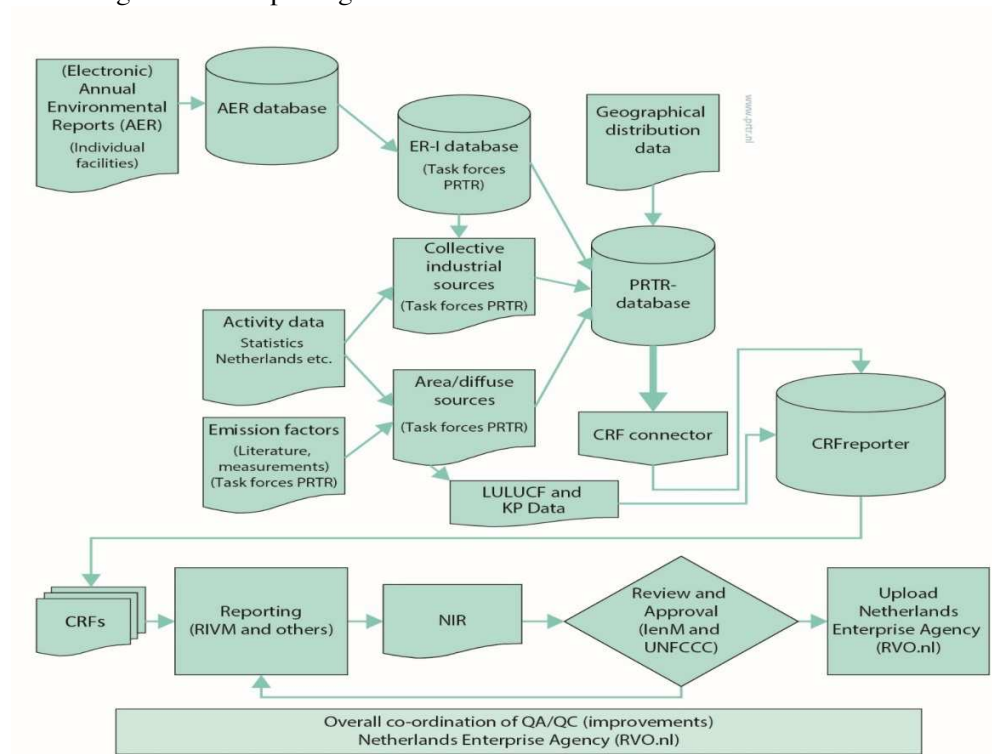 (Electronic)
Annual
Environmental
Reports (AER)
(Individual
facilities)
AER database
ER-I database
(Task forces
PRTR)
Geographical
distribution
data
www.prtr.nl
Collective
industrial
sources
(Task forces PRTR)
PRTR-
database
Activity data
Statistics
Netherlands etc.
Area/diffuse
sources
(Task forces PRTR)
Emission factors
(Literature,
measurements)
(Task forces PRTR)
CRF connector
CRFreporter
LULUCF and
KP Data
CRFs
Reporting
(RIVM and others)
NIR
Review and
Approval
(IenM and
UNFCCC)
Upload
Netherlands
Enterprise Agency
(RVO.nl)
Overall co-ordination of QA/QC (improvements)
Netherlands Enterprise Agency (RVO.nl)